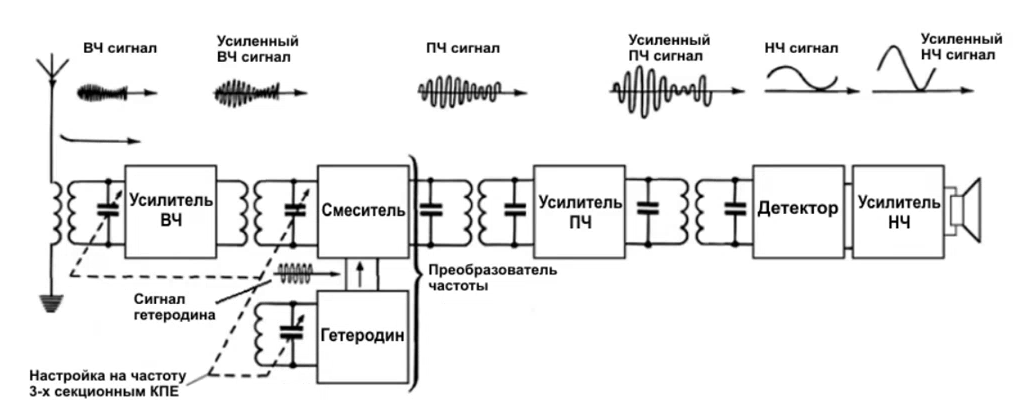 ВЧ сигнал
Усиленный
ВЧ сигнал
ПЧ сигнал
Усиленный
ПЧ сигнал
НЧ сигнал
Усиленный
НЧ сигнал
Усилитель
ВЧ
Смеситель
Усилитель
ПЧ
Детектор
Усилитель
НЧ
Преобразователь
частоты
Сигнал
гетеродина
Гетеродин
Настройка на частоту
3-х секционным КПЕ